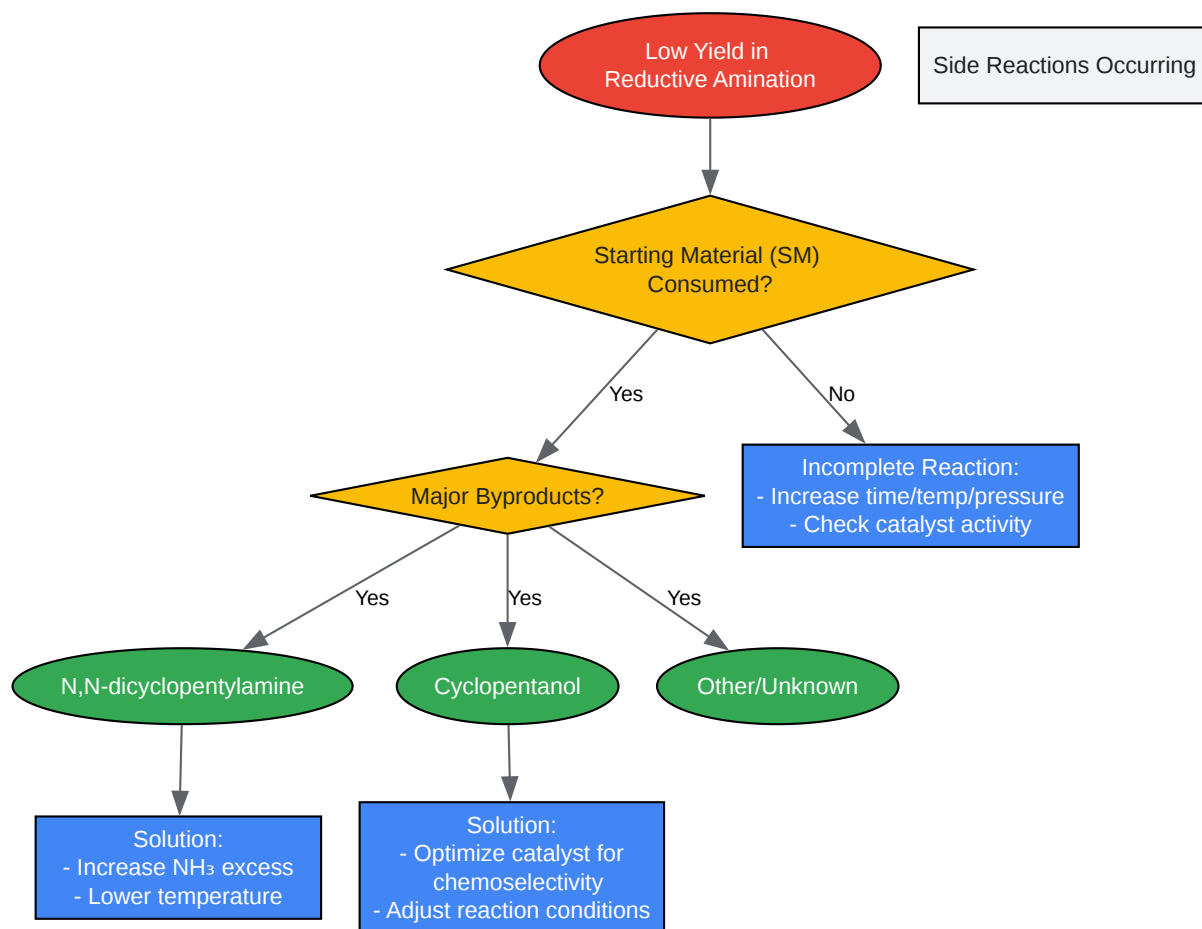 Low Yield in
Reductive Amination
Side Reactions Occurring
Starting Material (SM)
Consumed?
Yes
No
Major Byproducts?
Incomplete Reaction:
- Increase time/temp/pressure
- Check catalyst activity
Yes
Yes
Yes
N,N-dicyclopentylamine
Cyclopentanol
Other/Unknown
Solution:
- Increase NH₃ excess
- Lower temperature
Solution:
- Optimize catalyst for
chemoselectivity
- Adjust reaction conditions